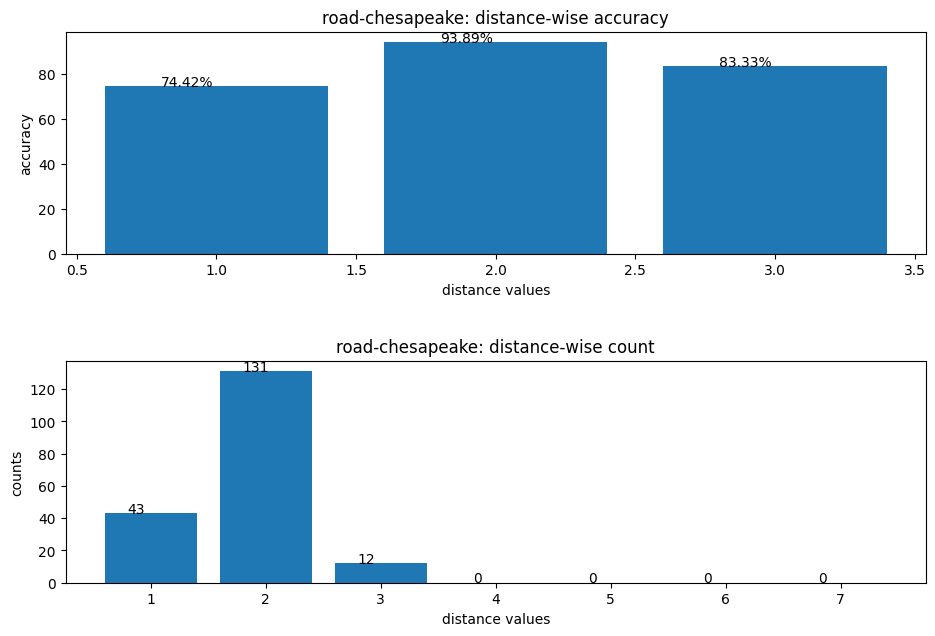 road-chesapeake: distance-wise accuracy
93.89%
83.33%
74.42%
80
60
40
20
0
accuracy
0.5 1.0 1.5 2.0 2.5 3.0 3.5
distance values
road-chesapeake: distance-wise count
131
120
100
80
60
43
40
20
12
0
0 0 0 0
counts
1 2 3 4 5 6 7
distance values